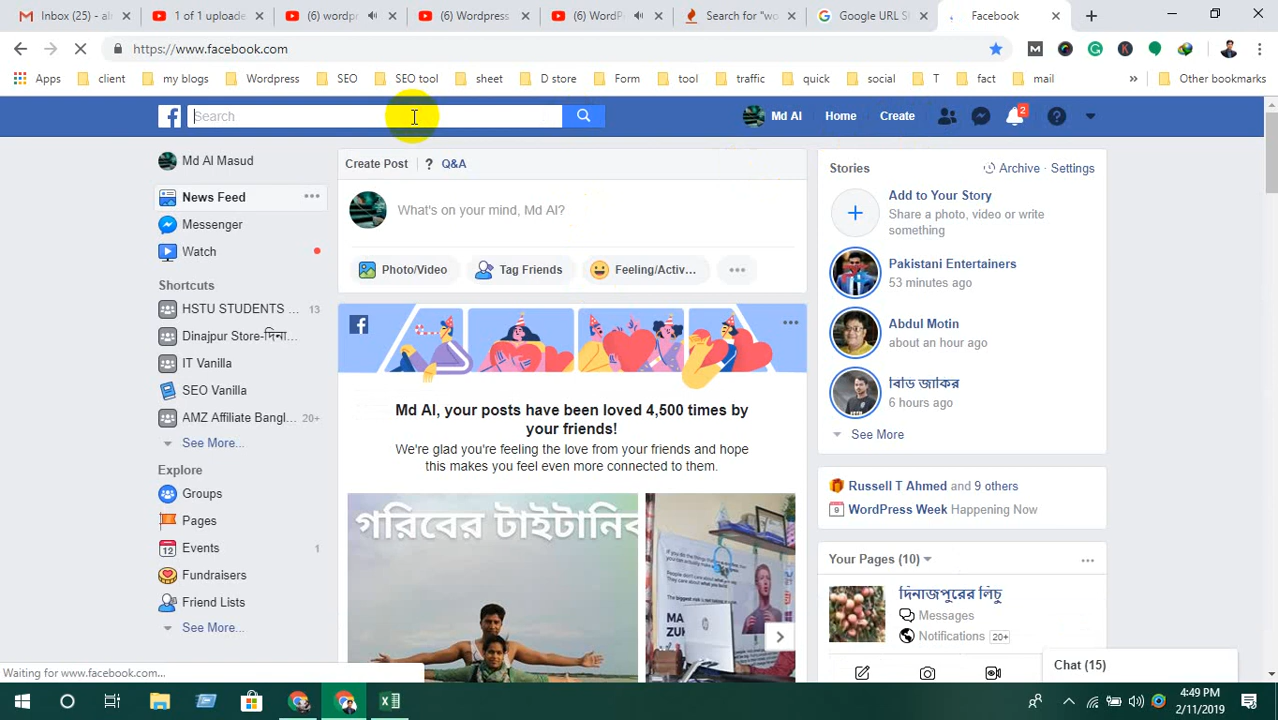 Inbox (25) - al
1 of 1 uploade
(6) wordpr
(6) Wordpress
(6) WordP
Search for "wo
Google URL S
Facebook
https://www.facebook.com
Apps
client
my blogs
Wordpress
SEO
SEO tool
sheet
D store
Form
tool
traffic
quick
social
T
fact
mail
Other bookmarks
Search
Md Al
Home
Create
2
Md Al Masud
News Feed
Messenger
Watch
Shortcuts
HSTU STUDENTS ... 13
Dinajpur Store-দিনা...
IT Vanilla
SEO Vanilla
AMZ Affiliate Bangl... 20+
See More...
Explore
Groups
Pages
Events 1
Fundraisers
Friend Lists
See More...
Create Post
? Q&A
What's on your mind, Md Al?
Photo/Video
Tag Friends
Feeling/Activ...
Md Al, your posts have been loved 4,500 times by
your friends!
We're glad you're feeling the love from your friends and hope
this makes you feel even more connected to them.
গরিবের টাইটানিক
Stories
Archive · Settings
Add to Your Story
Share a photo, video or write
something
Pakistani Entertainers
53 minutes ago
Abdul Motin
about an hour ago
বিডি জাকির
6 hours ago
See More
Russell T Ahmed and 9 others
WordPress Week Happening Now
Your Pages (10)
দিনাজপুরের লিচু
Messages
Notifications 20+
Chat (15)
Waiting for www.facebook.com...
4:49 PM
2/11/2019